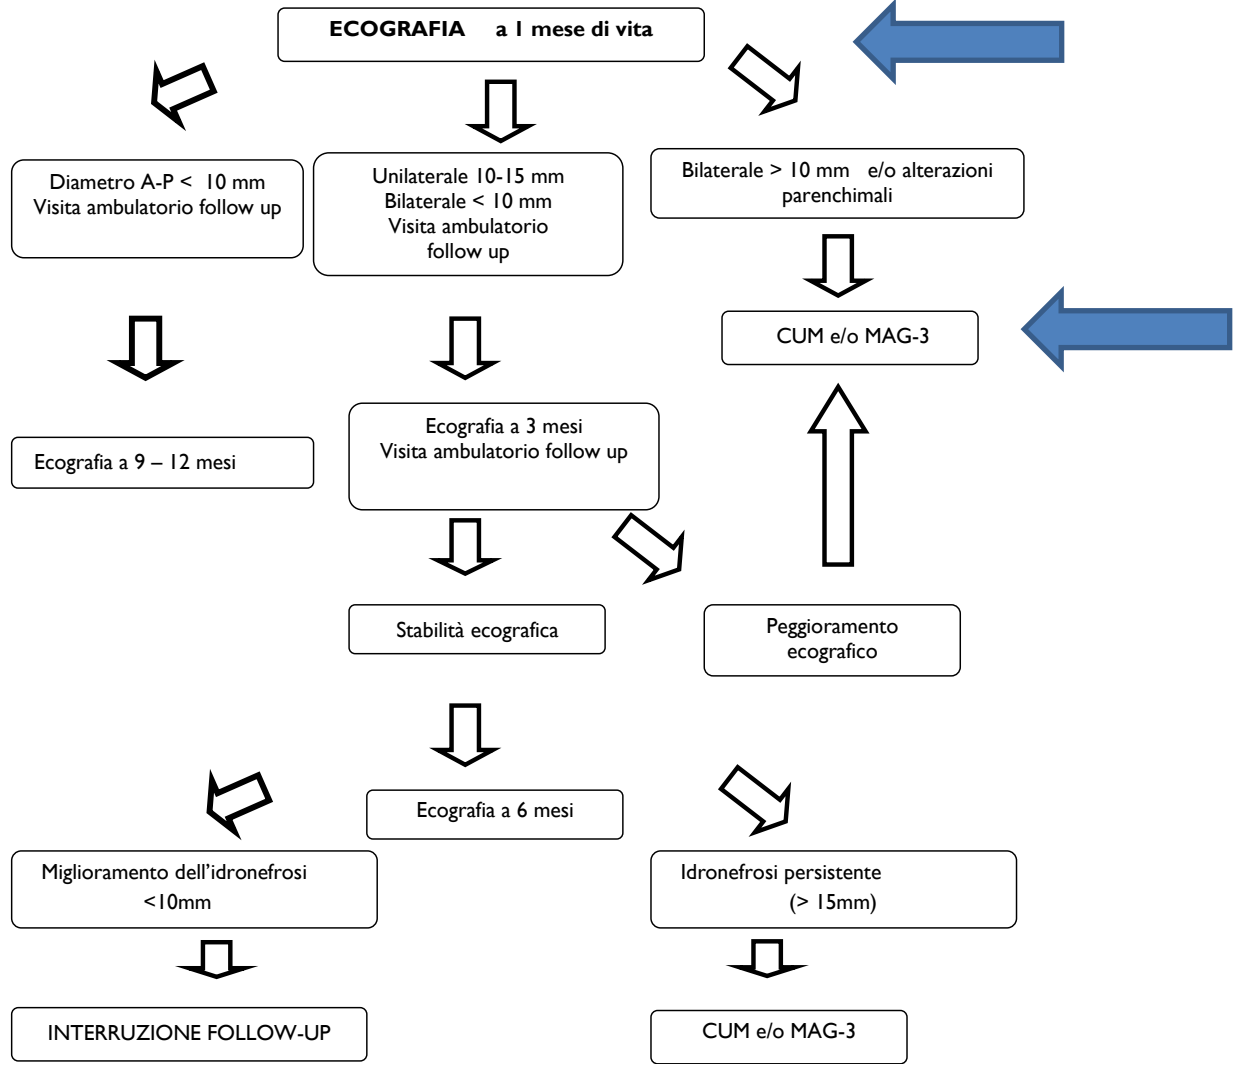 ECOGRAFIA a 1 mese di vita
Diametro A-P < 10 mm
Visita ambulatorio follow up
Unilaterale 10-15 mm
Bilaterale < 10 mm
Visita ambulatorio
follow up
Bilaterale > 10 mm e/o alterazioni
parenchimali
CUM e/o MAG-3
Ecografia a 9 – 12 mesi
Ecografia a 3 mesi
Visita ambulatorio follow up
Stabilità ecografica
Peggioramento
ecografico
Ecografia a 6 mesi
Miglioramento dell'idronefrosi
<10mm
Idronefrosi persistente
(> 15mm)
INTERRUZIONE FOLLOW-UP
CUM e/o MAG-3